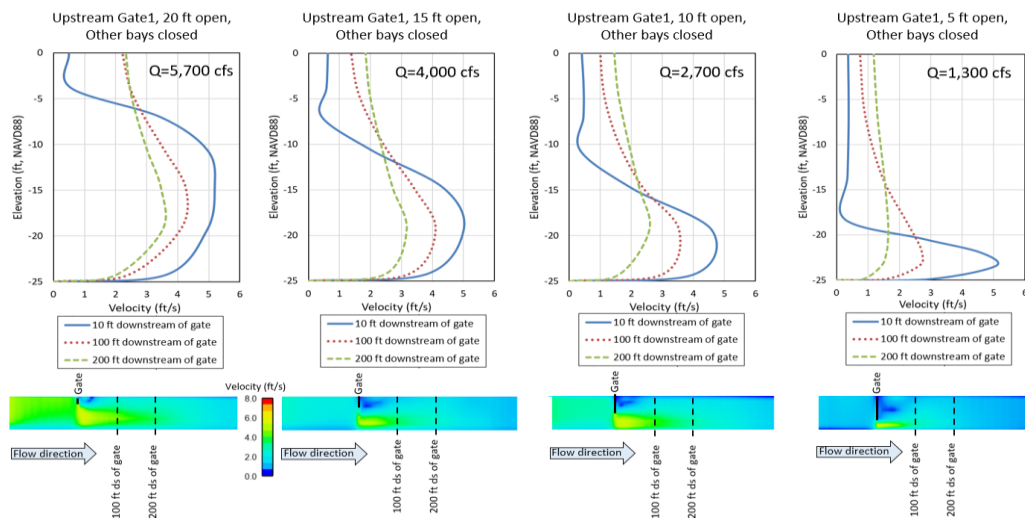 Upstream Gate1, 20 ft open,
Other bays closed
Q=5,700 cfs
Elevation (ft, NAVD88)
0
-5
-10
-15
-20
-25
0 1 2 3 4 5 6
Velocity (ft/s)
10 ft downstream of gate
100 ft downstream of gate
200 ft downstream of gate
Upstream Gate1, 15 ft open,
Other bays closed
Q=4,000 cfs
Elevation (ft, NAVD88)
0
-5
-10
-15
-20
-25
0 1 2 3 4 5 6
Velocity (ft/s)
10 ft downstream of gate
100 ft downstream of gate
200 ft downstream of gate
Upstream Gate1, 10 ft open,
Other bays closed
Q=2,700 cfs
Elevation (ft, NAVD88)
0
-5
-10
-15
-20
-25
0 1 2 3 4 5 6
Velocity (ft/s)
10 ft downstream of gate
100 ft downstream of gate
200 ft downstream of gate
Upstream Gate1, 5 ft open,
Other bays closed
Q=1,300 cfs
Elevation (ft, NAVD88)
0
-5
-10
-15
-20
-25
0 1 2 3 4 5 6
Velocity (ft/s)
10 ft downstream of gate
100 ft downstream of gate
200 ft downstream of gate
Gate
Flow direction
100 ft ds of gate
200 ft ds of gate
Velocity (ft/s)
8.0
6.0
4.0
2.0
0.0
Gate
Flow direction
100 ft ds of gate
200 ft ds of gate
Gate
Flow direction
100 ft ds of gate
200 ft ds of gate
Gate
Flow direction
100 ft ds of gate
200 ft ds of gate